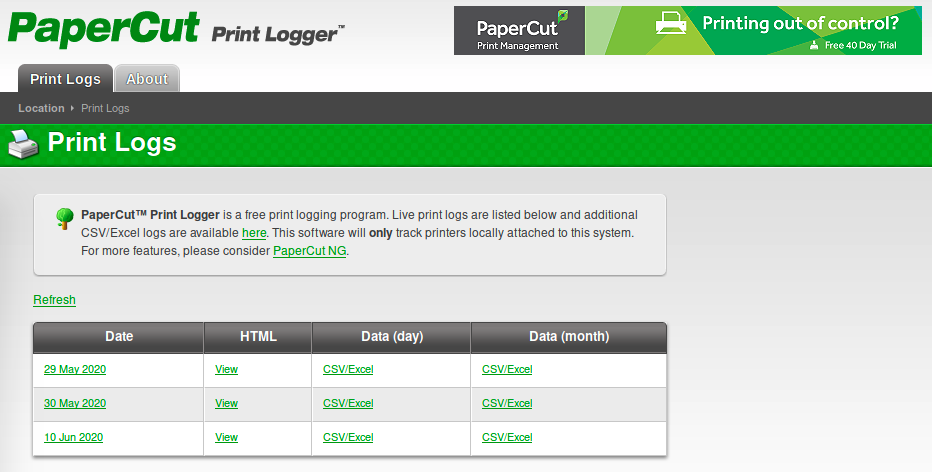 PaperCut Print Logger™
PaperCut
Print Management
Printing out of control?
Free 40 Day Trial
Print Logs About
Location Print Logs
Print Logs
PaperCut™ Print Logger is a free print logging program. Live print logs are listed below and additional
CSV/Excel logs are available here. This software will only track printers locally attached to this system.
For more features, please consider PaperCut NG.
Refresh
Date HTML Data (day) Data (month)
29 May 2020 View CSV/Excel CSV/Excel
30 May 2020 View CSV/Excel CSV/Excel
10 Jun 2020 View CSV/Excel CSV/Excel